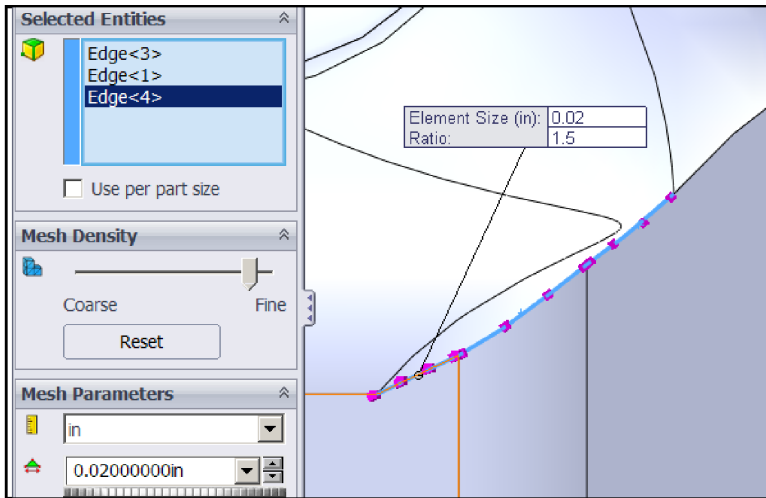 Selected Entities
Edge<3>
Edge<1>
Edge<4>
Use per part size
Mesh Density
Coarse Fine
Reset
Mesh Parameters
in
0.02000000in
Element Size (in): 0.02
Ratio: 1.5